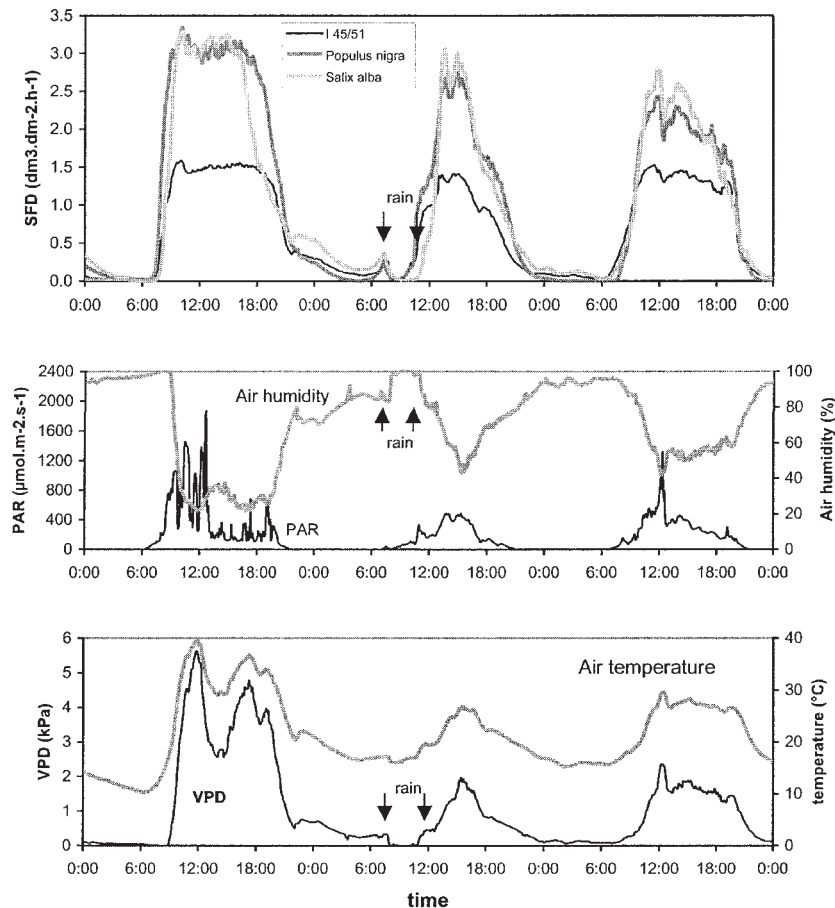 3.5
3.0
2.5
2.0
1.5
1.0
0.5
0.0
SFD (dm3.dm-2.h-1)
I 45/51
Populus nigra
Salix alba
rain
0:00 6:00 12:00 18:00 0:00 6:00 12:00 18:00 0:00 6:00 12:00 18:00 0:00
2400
2000
1600
1200
800
400
0
PAR (µmol.m-2.s-1)
Air humidity
rain
PAR
100
80
60
40
20
0
Air humidity (%)
0:00 6:00 12:00 18:00 0:00 6:00 12:00 18:00 0:00 6:00 12:00 18:00 0:00
6
5
4
3
2
1
0
VPD (kPa)
Air temperature
VPD
rain
40
30
20
10
0
temperature (°C)
0:00 6:00 12:00 18:00 0:00 6:00 12:00 18:00 0:00 6:00 12:00 18:00 0:00
time